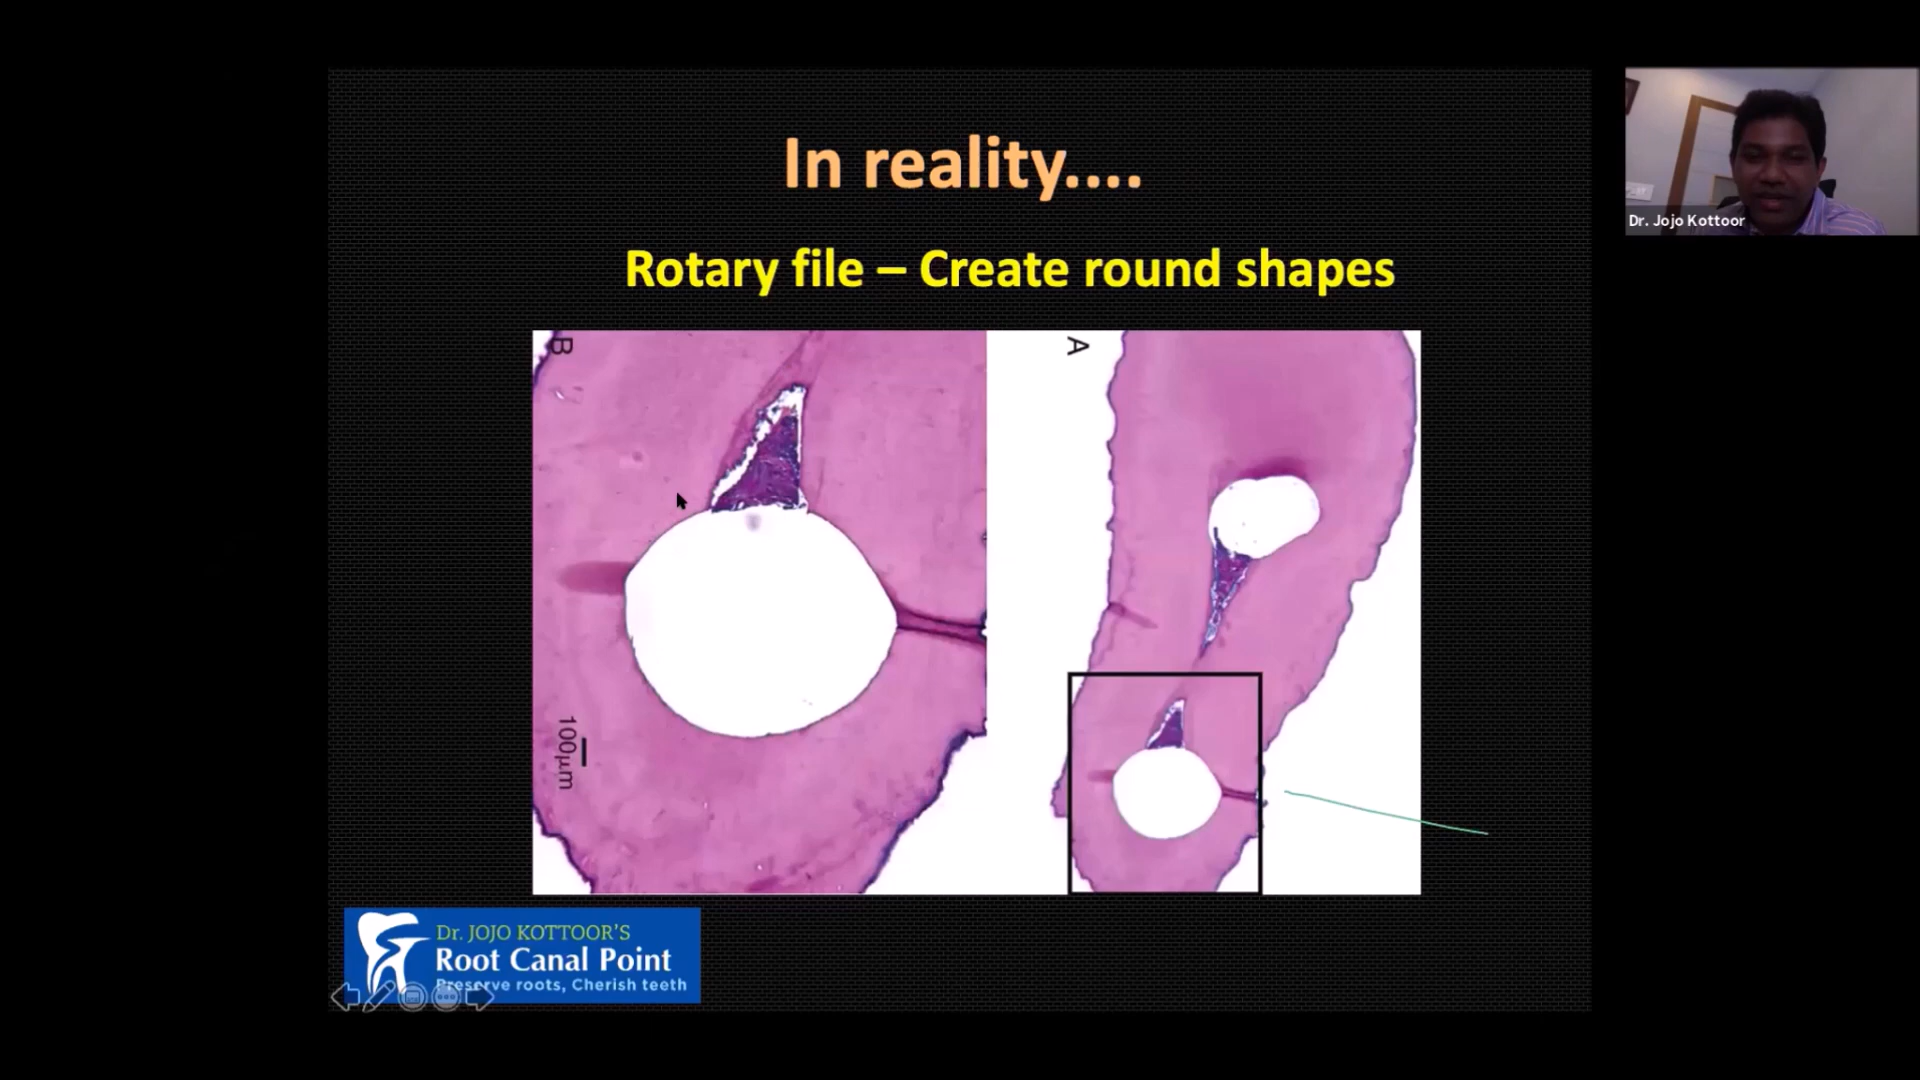 In reality....
Rotary file – Create round shapes
B
A
100µm
Dr. JOJO KOTTOOR'S
Root Canal Point
Preserve roots, Cherish teeth
Dr. Jojo Kottoor